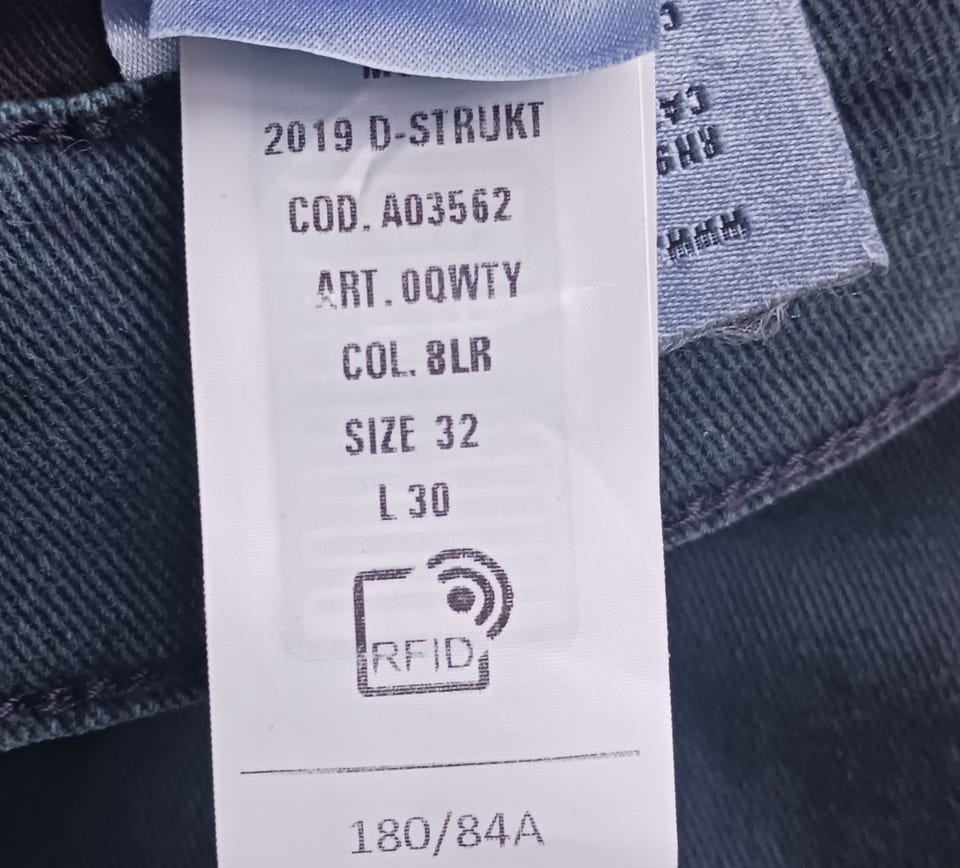 2019 D-STRUKT
COD. A03562
ART. 0QWTY
COL. 8LR
SIZE 32
L 30
RFID
180/84A